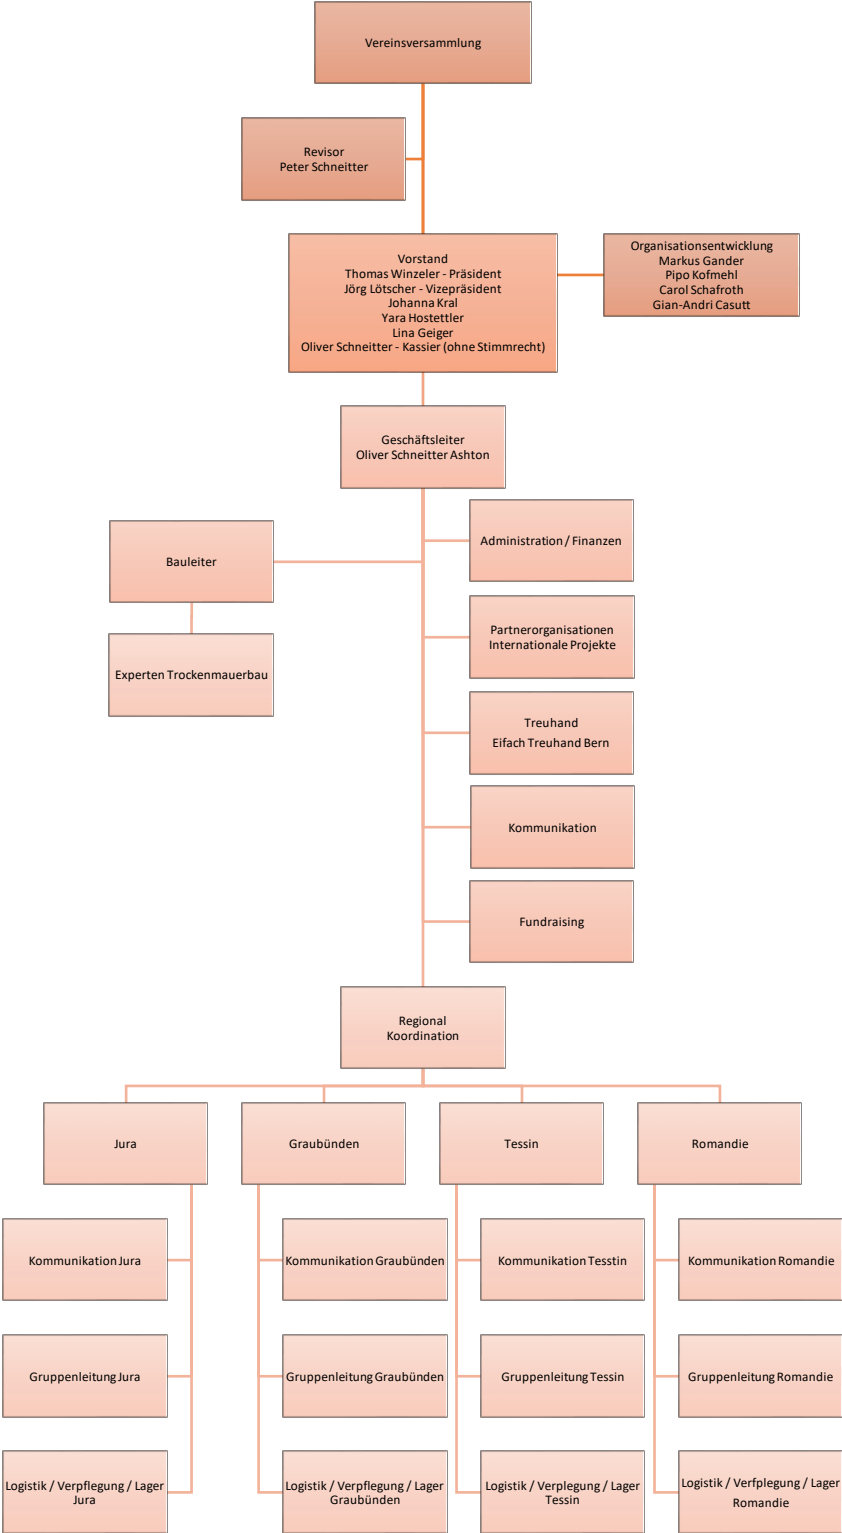 Vereinsversammlung
Revisor
Peter Schneitter
Vorstand
Thomas Winzeler - Präsident
Jörg Lötscher - Vizepräsident
Johanna Kral
Yara Hostettler
Lina Geiger
Oliver Schneitter - Kassier (ohne Stimmrecht)
Organisationsentwicklung
Markus Gander
Pipo Kofmehl
Carol Schafroth
Gian-Andri Casutt
Geschäftsleiter
Oliver Schneitter Ashton
Administration / Finanzen
Bauleiter
Experten Trockenmauerbau
Partnerorganisationen
Internationale Projekte
Treuhand
Eifach Treuhand Bern
Kommunikation
Fundraising
Regional
Koordination
Jura
Graubünden
Tessin
Romandie
Kommunikation Jura
Kommunikation Graubünden
Kommunikation Tesstin
Kommunikation Romandie
Gruppenleitung Jura
Gruppenleitung Graubünden
Gruppenleitung Tessin
Gruppenleitung Romandie
Logistik / Verpflegung / Lager
Jura
Logistik / Verpflegung / Lager
Graubünden
Logistik / Verplegung / Lager
Tessin
Logistik / Verfplegung / Lager
Romandie